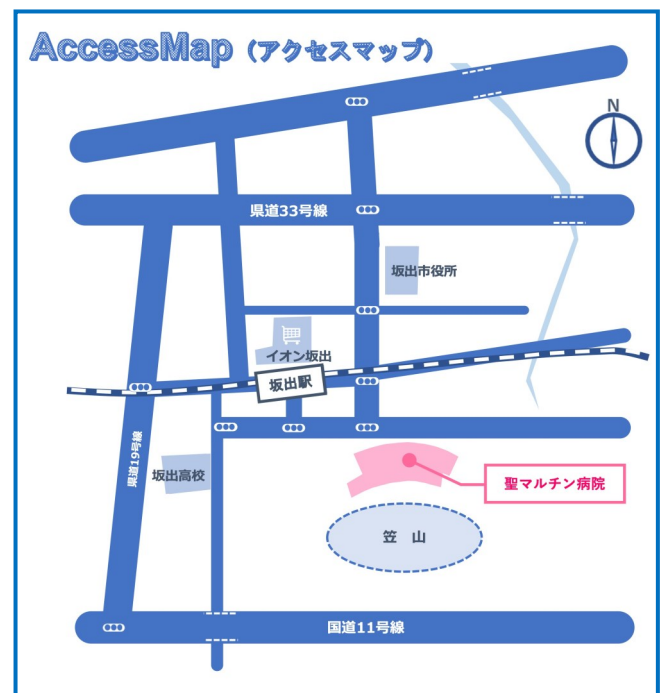 AccessMap (アクセスマップ)
N
県道33号線
坂出市役所
イオン坂出
坂出駅
県道19号線
坂出高校
聖マルチン病院
笠 山
国道11号線